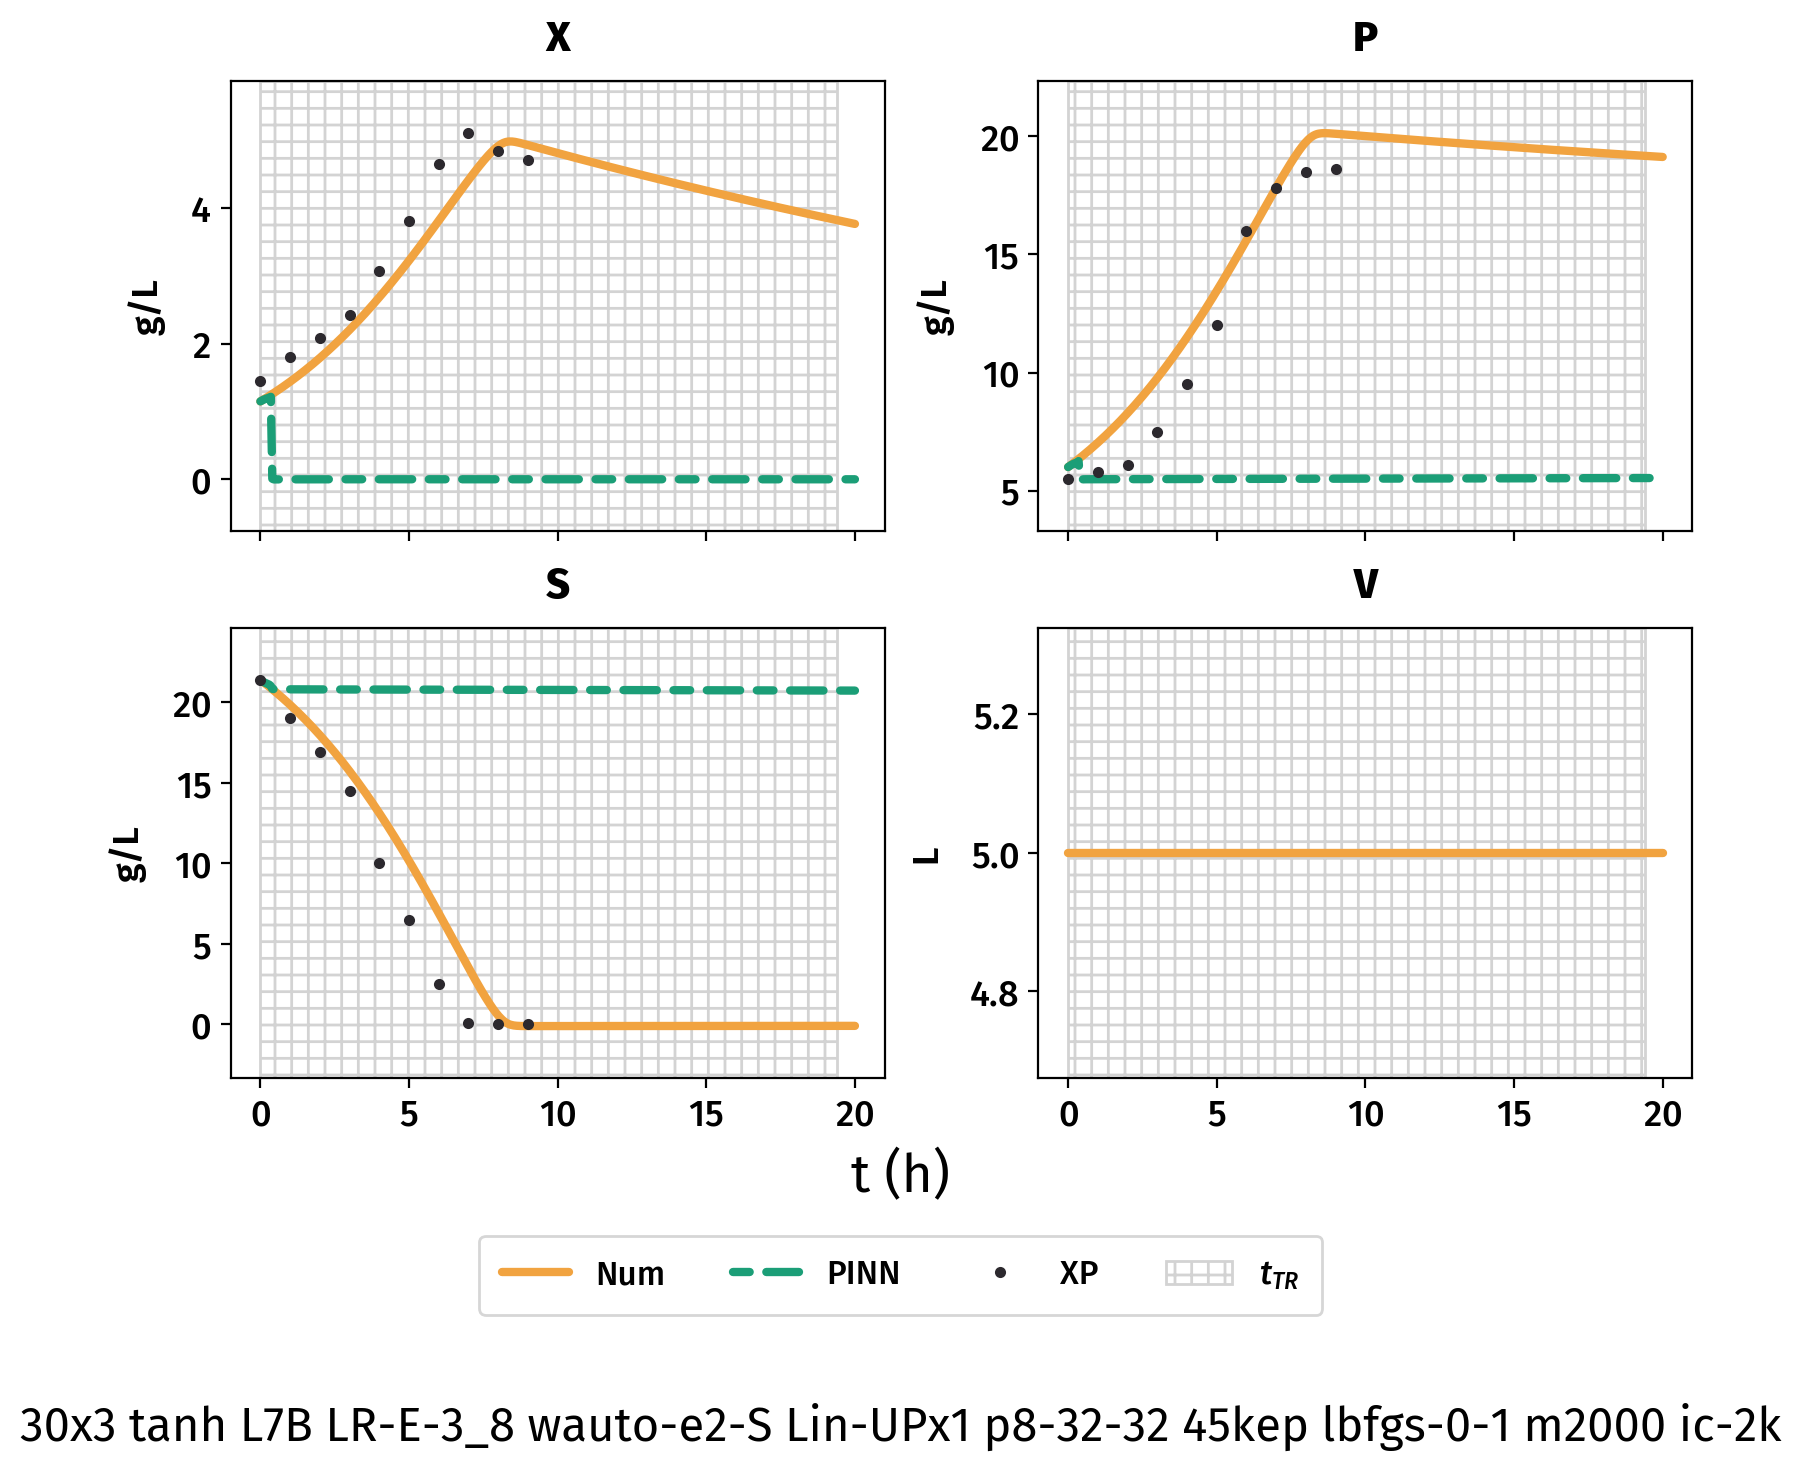 X
P
g/L
4
2
0
g/L
20
15
10
5
S
V
g/L
20
15
10
5
0
L
5.2
5.0
4.8
0 5 10 15 20
0 5 10 15 20
t (h)
Num PINN XP tTR
30x3 tanh L7B LR-E-3_8 wauto-e2-S Lin-UPx1 p8-32-32 45kep lbfgs-0-1 m2000 ic-2k